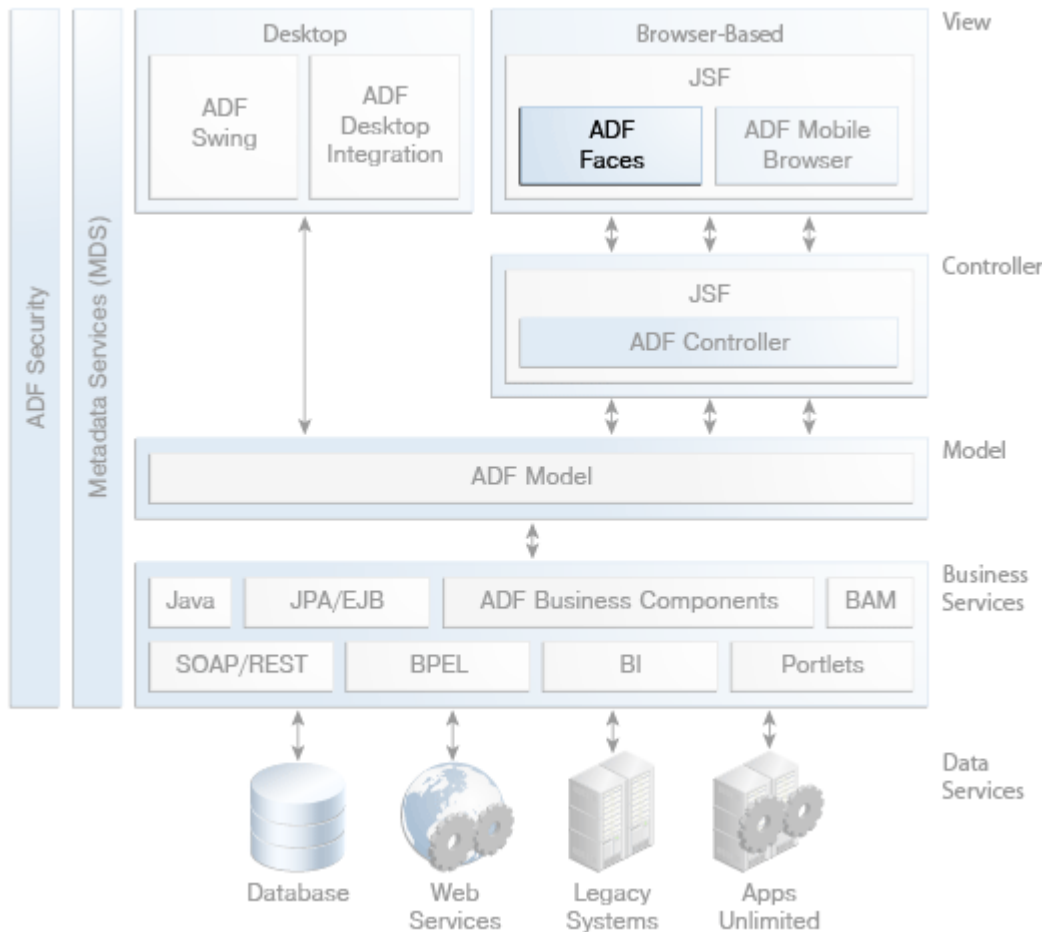 Desktop
Browser-Based
View
JSF
ADF
Swing
ADF
Desktop
Integration
ADF
Faces
ADF Mobile
Browser
ADF Security
Metadata Services (MDS)
Controller
JSF
ADF Controller
Model
ADF Model
Business
Services
Java
JPA/EJB
ADF Business Components
BAM
SOAP/REST
BPEL
BI
Portlets
Data
Services
Database
Web
Services
Legacy
Systems
Apps
Unlimited